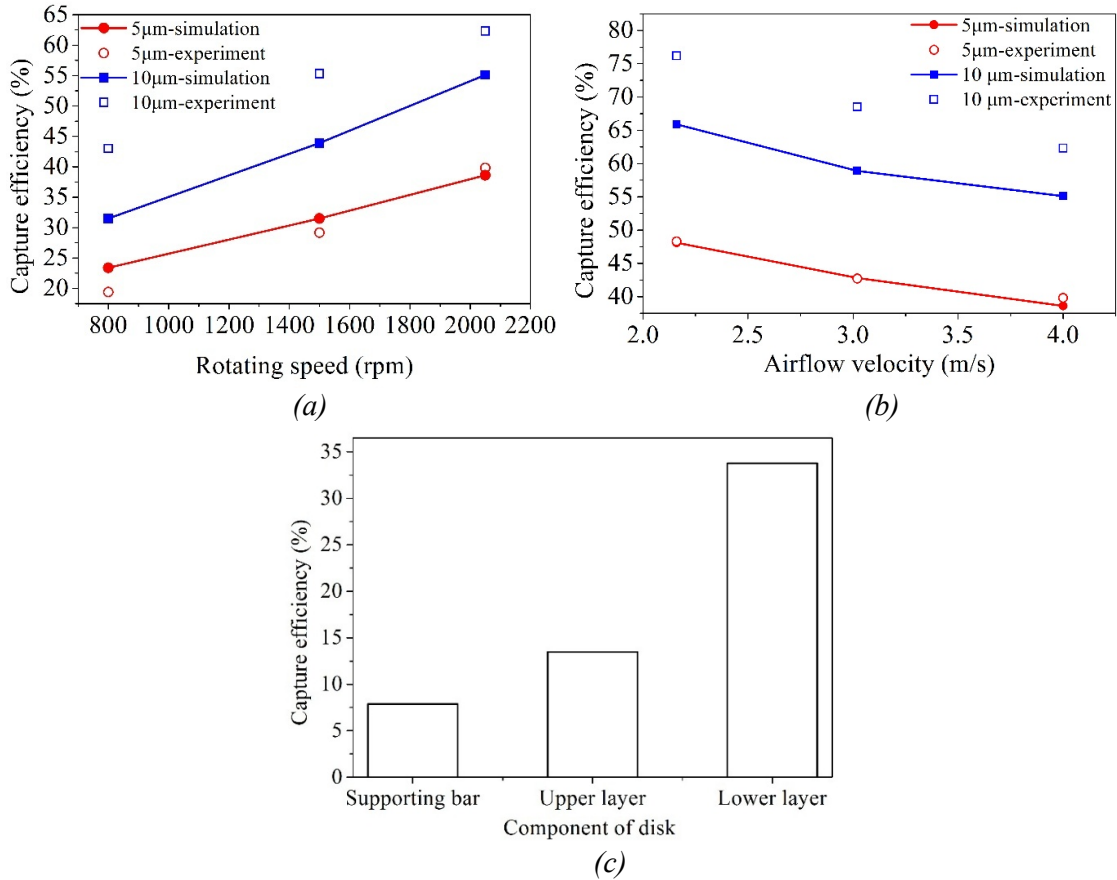 65
60
55
50
45
40
35
30
25
20
Capture efficiency (%)
5μm-simulation
5μm-experiment
10μm-simulation
10μm-experiment
800 1000 1200 1400 1600 1800 2000 2200
Rotating speed (rpm)
(a)
80
75
70
65
60
55
50
45
40
Capture efficiency (%)
5μm-simulation
5μm-experiment
10 μm-simulation
10 μm-experiment
2.0 2.5 3.0 3.5 4.0
Airflow velocity (m/s)
(b)
35
30
25
20
15
10
5
0
Capture efficiency (%)
Supporting bar Upper layer Lower layer
Component of disk
(c)